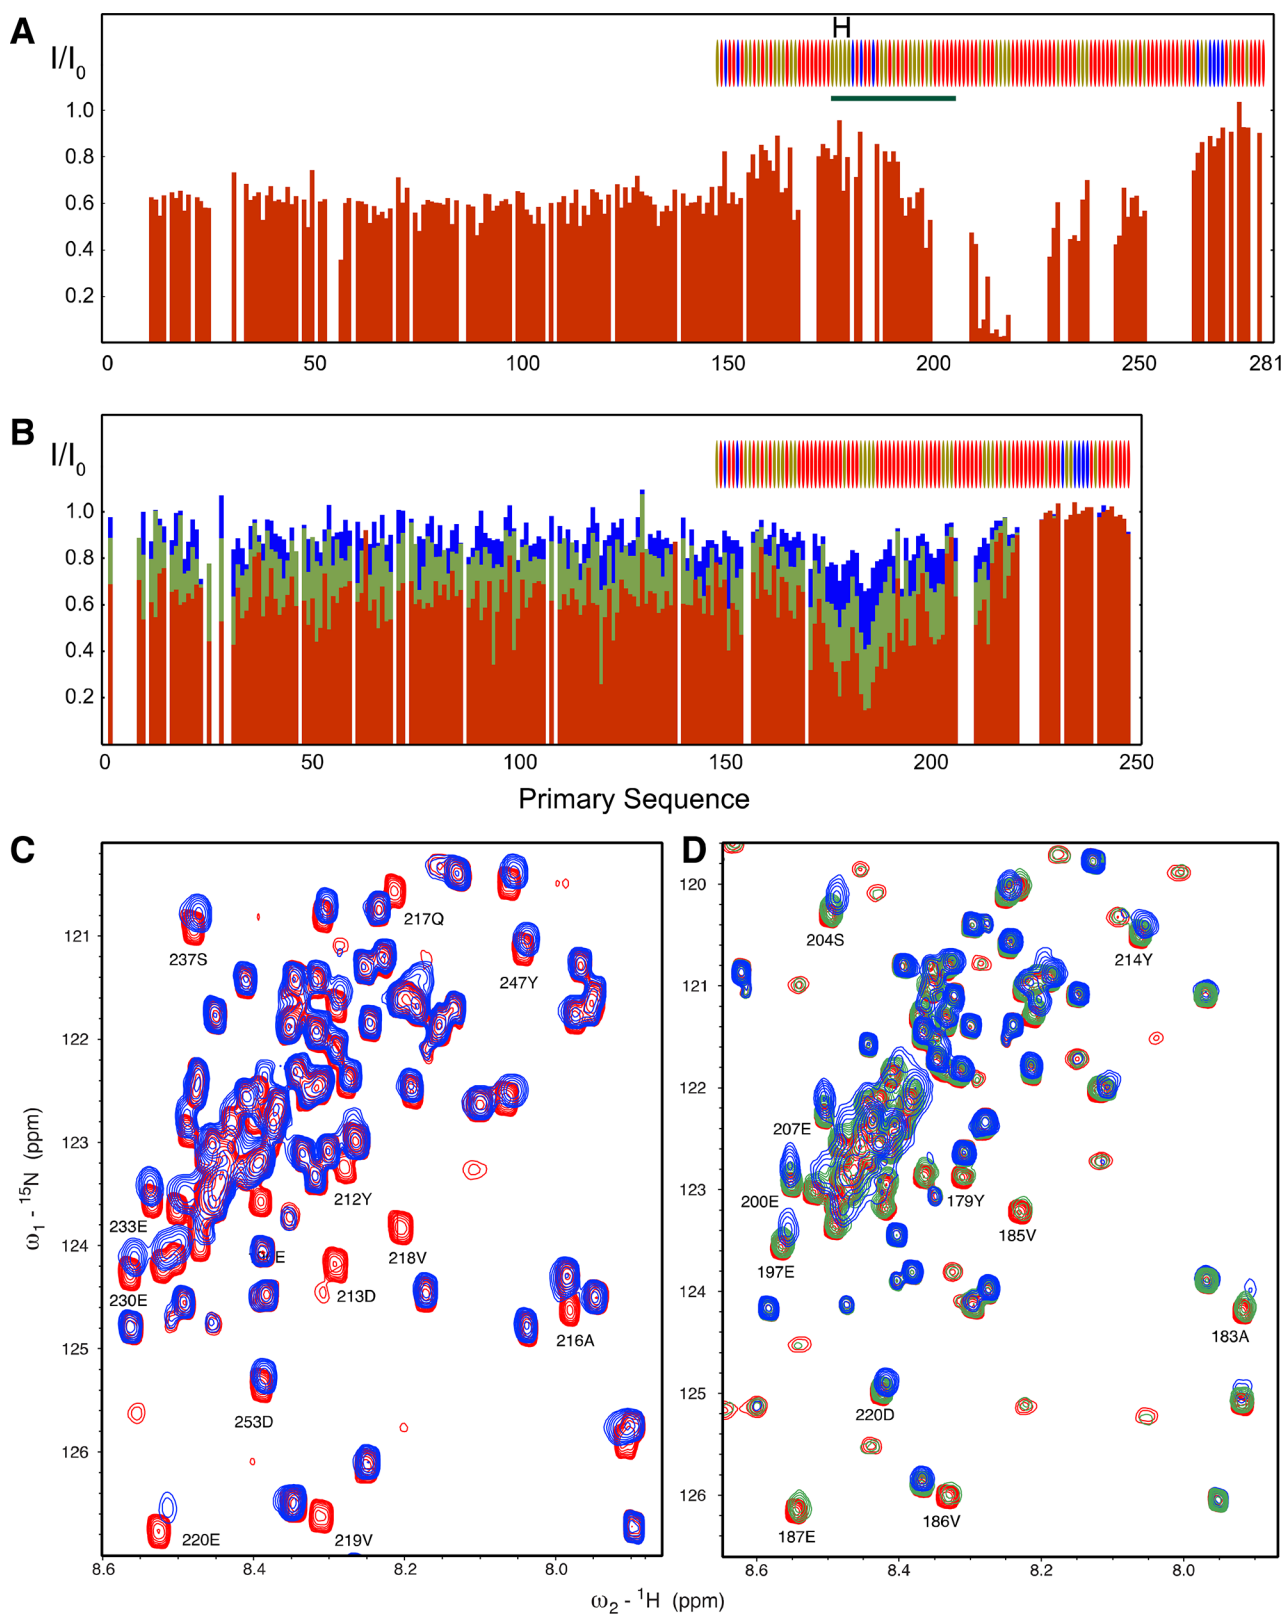 A
H
I/I0
1.0
0.8
0.6
0.4
0.2
0 50 100 150 200 250 281
B
I/I0
1.0
0.8
0.6
0.4
0.2
0 50 100 150 200 250
Primary Sequence
C
121
122
123
124
125
126
ω1 - 15N (ppm)
217Q
237S
247Y
212Y
233E
218V
230E
213D
216A
253D
220E
219V
8.6 8.4 8.2 8.0
D
120
121
122
123
124
125
126
204S
214Y
207E
200E
179Y
185V
197E
183A
220D
187E
186V
8.6 8.4 8.2 8.0
ω2 - 1H (ppm)